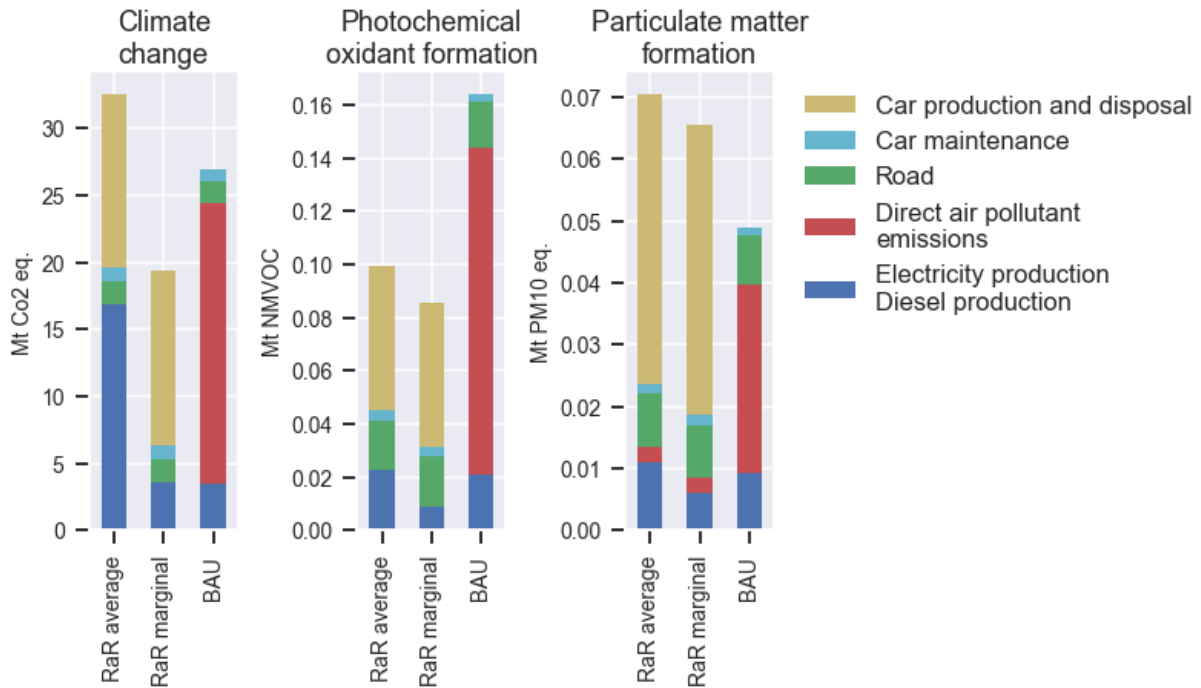 Climate
change
Photochemical
oxidant formation
Particulate matter
formation
Mt Co2 eq.
30
25
20
15
10
5
0
RaR average
RaR marginal
BAU
Mt NMVOC
0.16
0.14
0.12
0.10
0.08
0.06
0.04
0.02
0.00
RaR average
RaR marginal
BAU
Mt PM10 eq.
0.07
0.06
0.05
0.04
0.03
0.02
0.01
0.00
RaR average
RaR marginal
BAU
Car production and disposal
Car maintenance
Road
Direct air pollutant
emissions
Electricity production
Diesel production